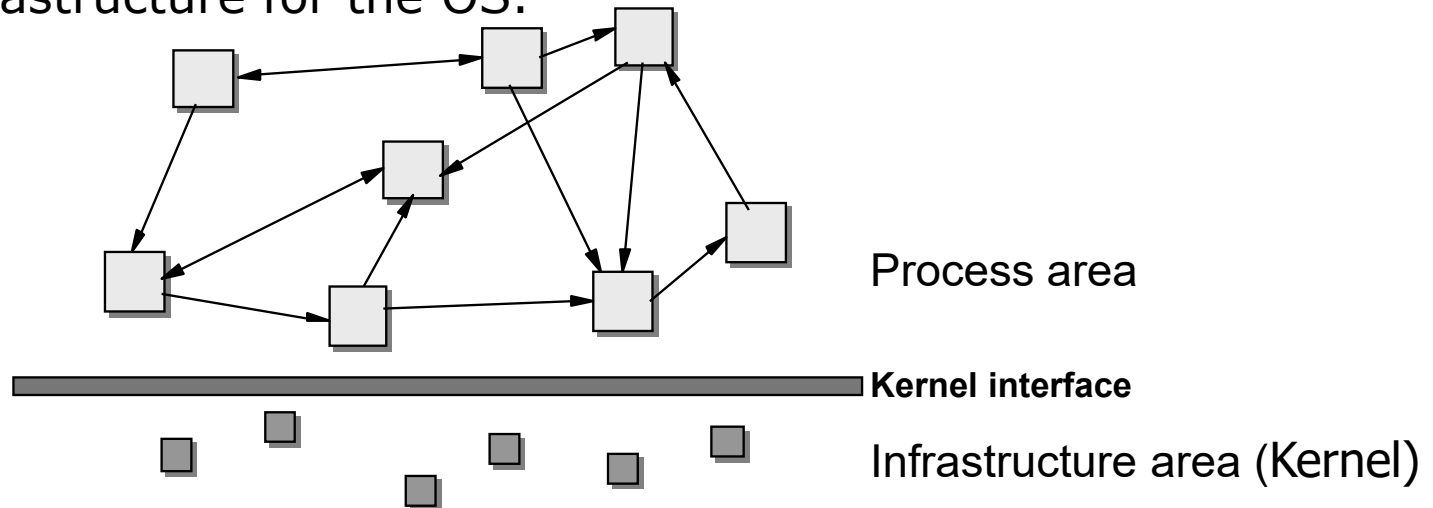 astructure for the OS.
Process area
Kernel interface
Infrastructure area (Kernel)